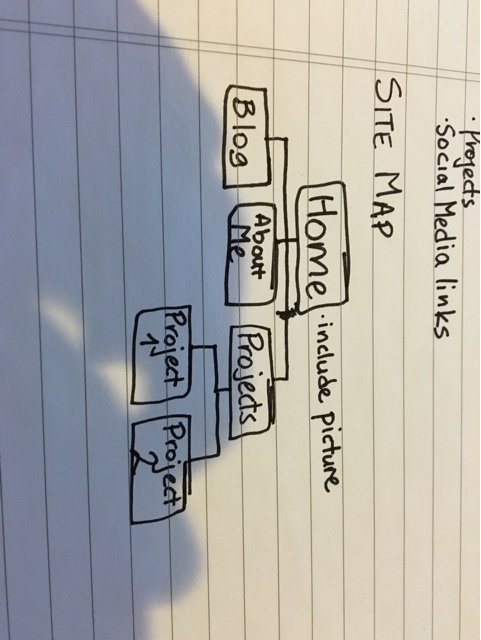 · Projects
· Social Media links
SITE MAP
Home · include picture
Blog
About
Me
Projects
Project
1
Project
2